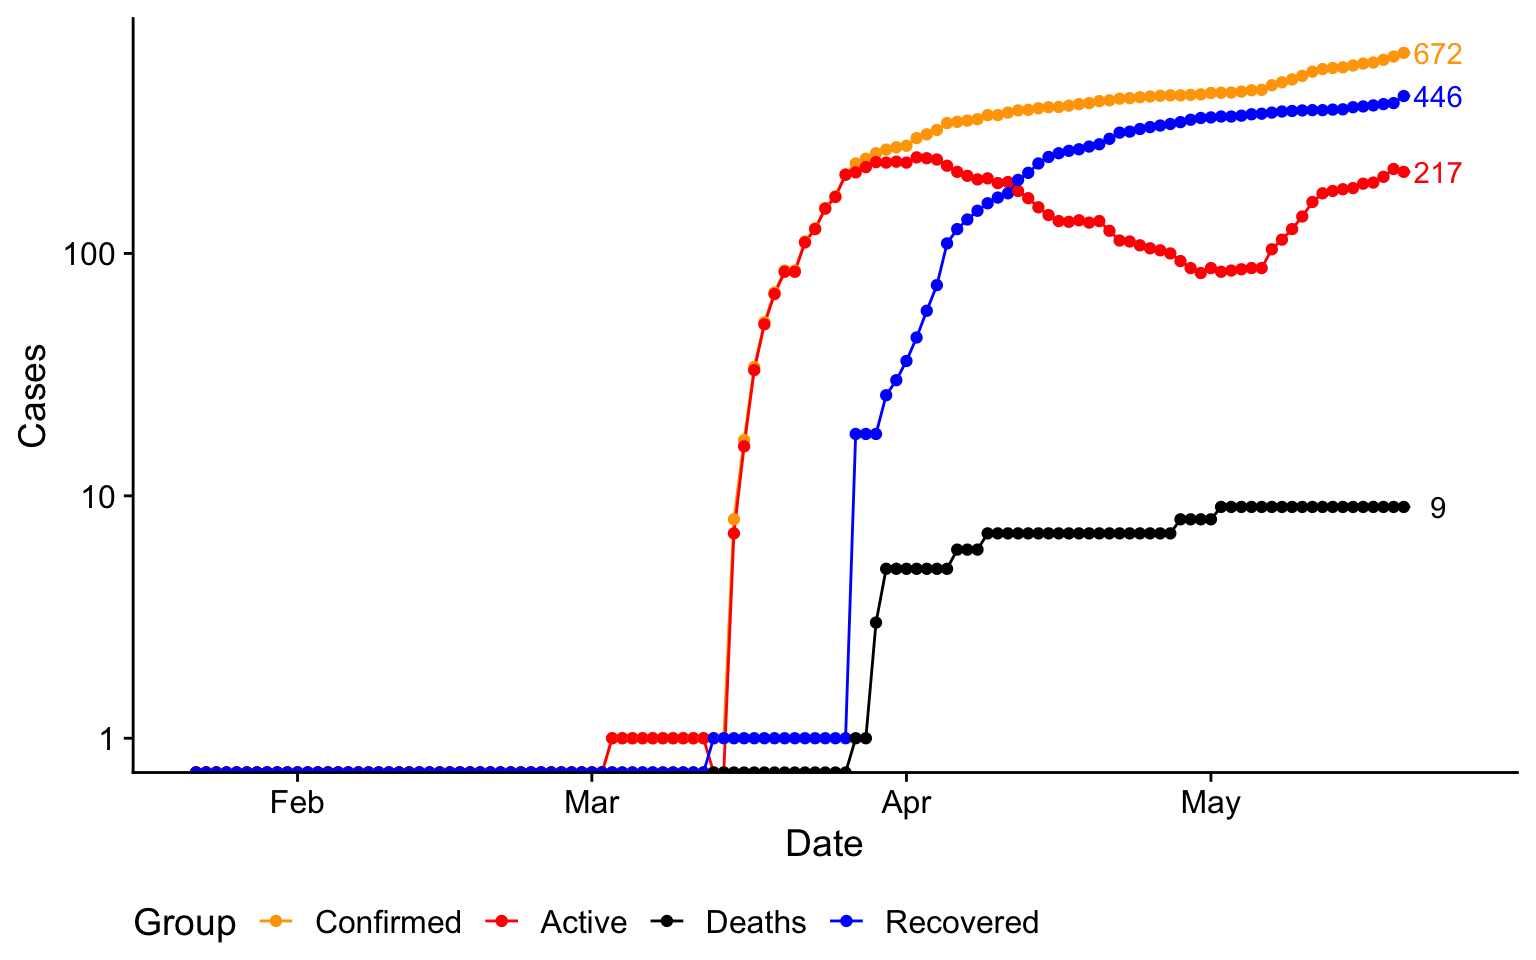 672
446
217
100
Cases
10
9
1
Feb Mar Apr May
Date
Group Confirmed Active Deaths Recovered